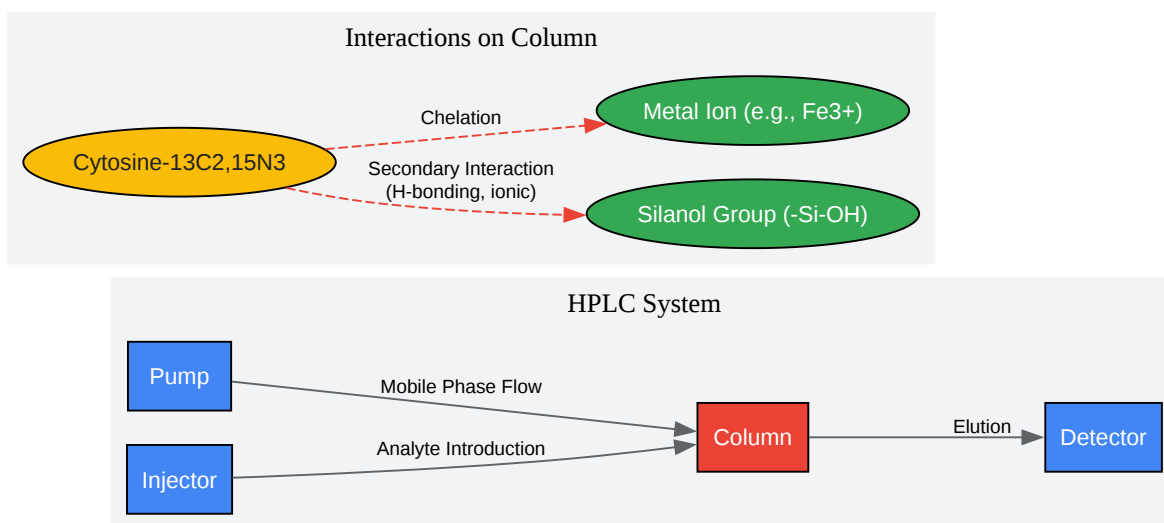 Interactions on Column
Metal Ion (e.g., Fe3+)
Chelation
Cytosine-13C2,15N3
Secondary Interaction
(H-bonding, ionic)
Silanol Group (-Si-OH)
HPLC System
Pump
Mobile Phase Flow
Column
Elution
Detector
Analyte Introduction
Injector